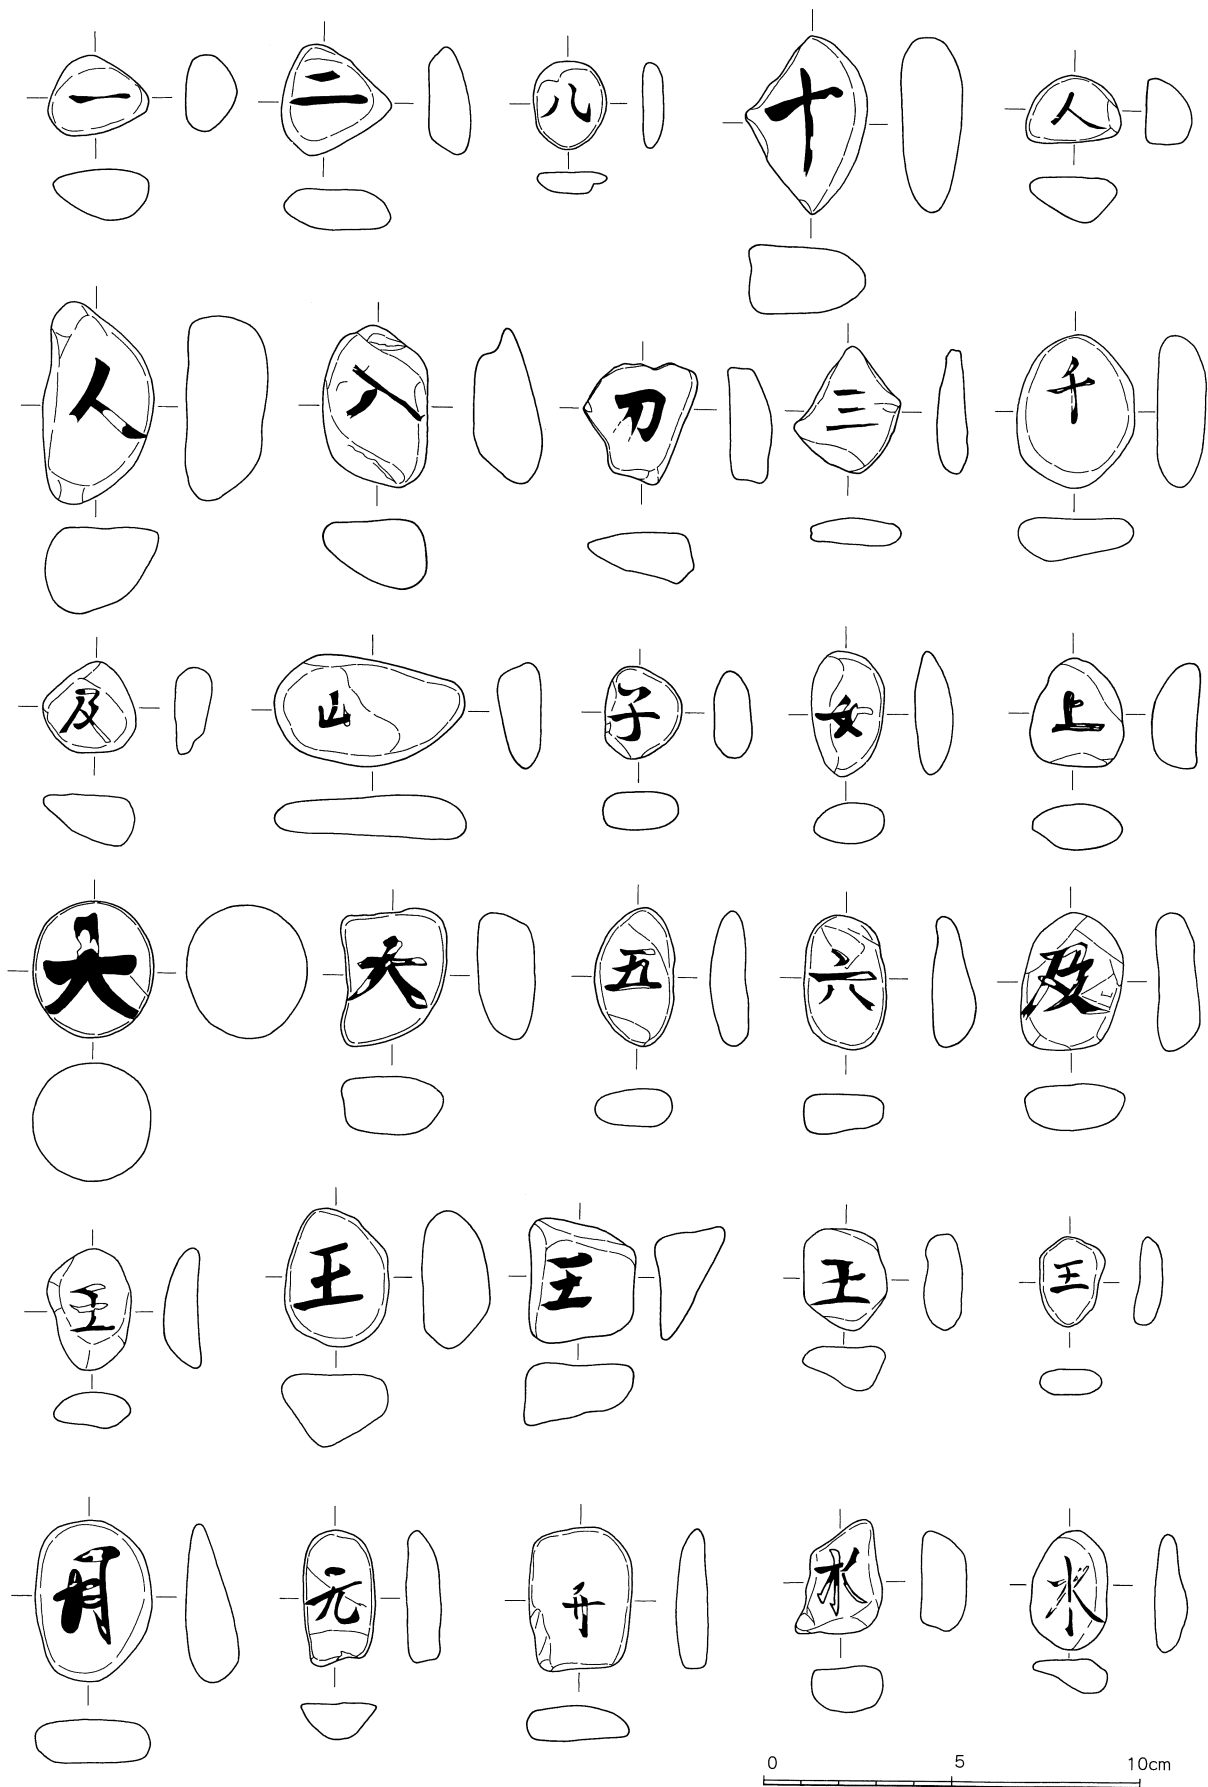 一 二 八 十 人
人 入 刀 三 千
及 山 子 女 上
大 天 五 六 及
王 王 王 王 王
月 元 升 水 水
0 5 10cm